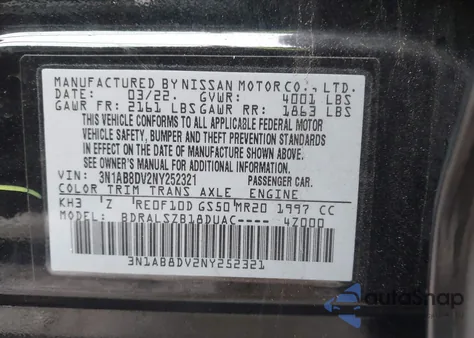 MANUFACTURED BY NISSAN MOTOR CO., LTD.
DATE: 03/22. GVWR: 4001 LBS
GAWR FR: 2161 LBS GAWR RR: 1863 LBS
THIS VEHICLE CONFORMS TO ALL APPLICABLE FEDERAL MOTOR
VEHICLE SAFETY, BUMPER AND THEFT PREVENTION STANDARDS
IN EFFECT ON THE DATE OF MANUFACTURE SHOWN ABOVE.
SEE OWNER'S MANUAL FOR ADDITIONAL INFORMATION.
VIN: 3N1AB8DV2NY252321 PASSENGER CAR.
COLOR TRIM TRANS AXLE ENGINE
KH3 Z RE0F10D GS50 MR20 1997 CC
MODEL: BDRALSZB18DUAC---- 4Z000
3N1AB8DV2NY252321
autoSnap